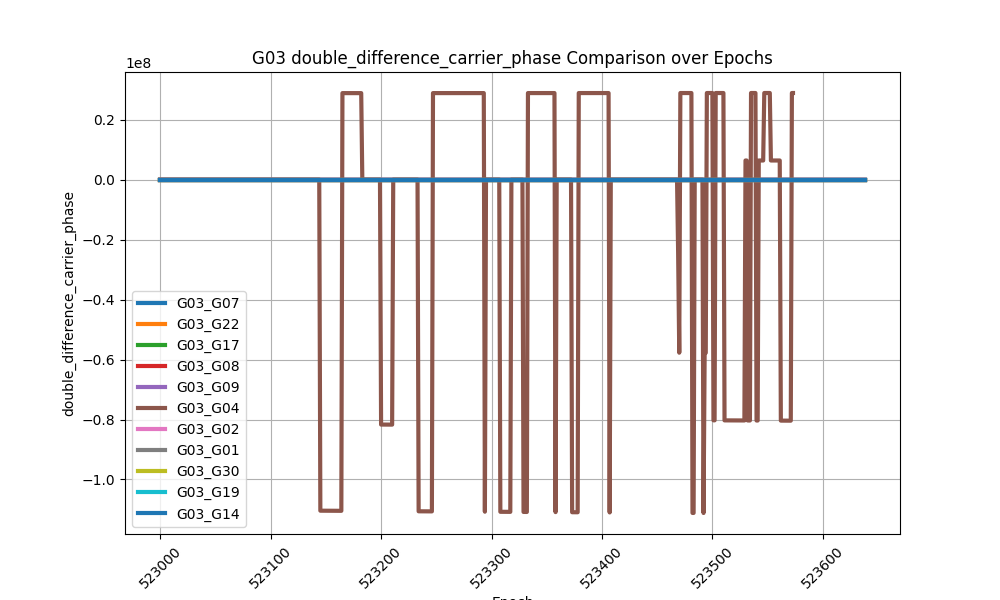 G03 double_difference_carrier_phase Comparison over Epochs
1e8
0.2
0.0
−0.2
−0.4
−0.6
−0.8
−1.0
double_difference_carrier_phase
G03_G07
G03_G22
G03_G17
G03_G08
G03_G09
G03_G04
G03_G02
G03_G01
G03_G30
G03_G19
G03_G14
523000
523100
523200
523300
523400
523500
523600
Epoch